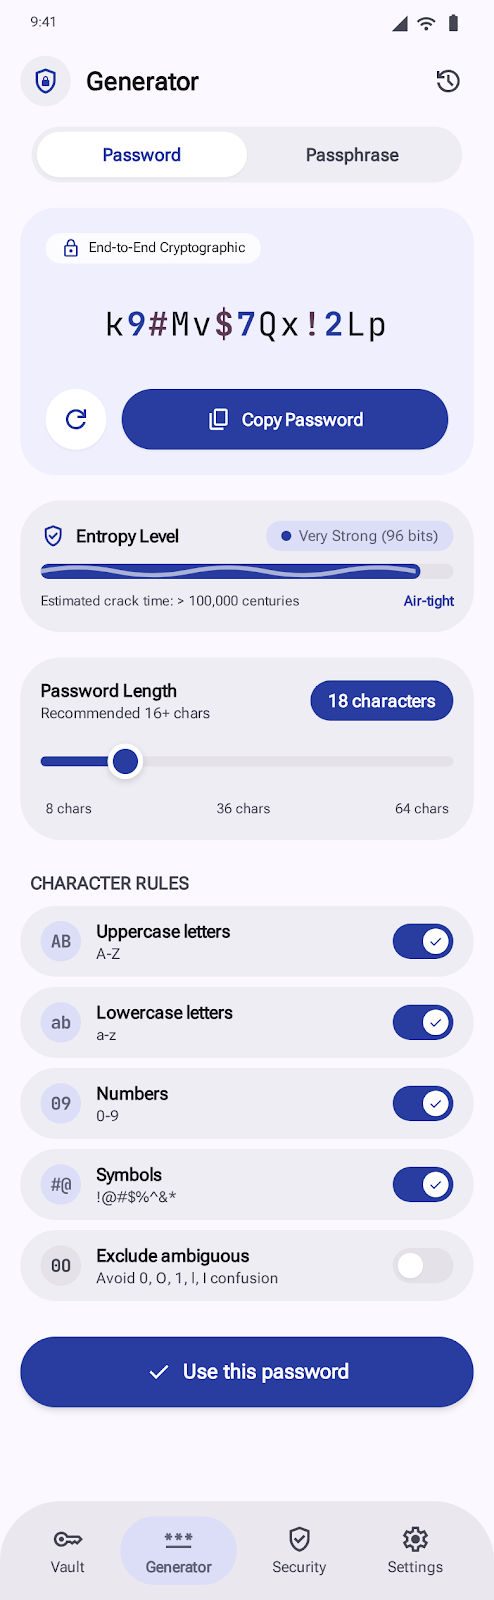 9:41
Generator
Password
Passphrase
End-to-End Cryptographic
k9#Mv$7Qx!2Lp
Copy Password
Entropy Level
Very Strong (96 bits)
Estimated crack time: > 100,000 centuries
Air-tight
Password Length
18 characters
Recommended 16+ chars
8 chars
36 chars
64 chars
CHARACTER RULES
AB
Uppercase letters
A-Z
ab
Lowercase letters
a-z
09
Numbers
0-9
#@
Symbols
!@#$%^&*
0O
Exclude ambiguous
Avoid 0, O, 1, l, I confusion
Use this password
***
Vault
Generator
Security
Settings